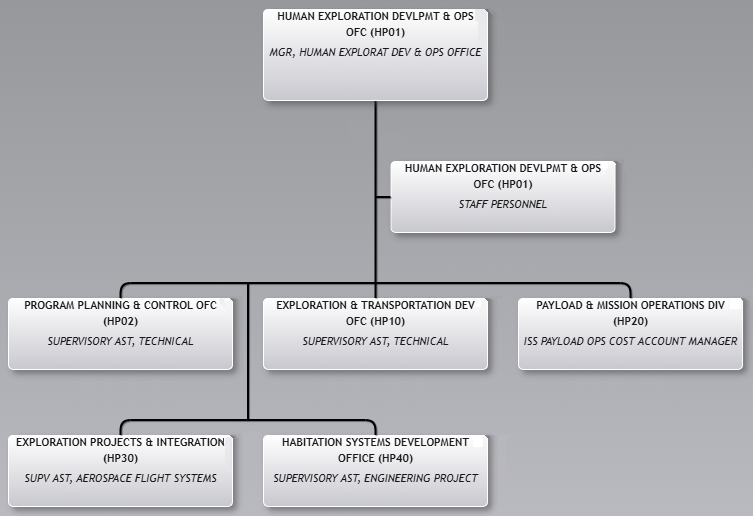 HUMAN EXPLORATION DEVLPMT & OPS
OFC (HP01)
MGR, HUMAN EXPLORAT DEV & OPS OFFICE
HUMAN EXPLORATION DEVLPMT & OPS
OFC (HP01)
STAFF PERSONNEL
PROGRAM PLANNING & CONTROL OFC
(HP02)
SUPERVISORY AST, TECHNICAL
EXPLORATION & TRANSPORTATION DEV
OFC (HP10)
SUPERVISORY AST, TECHNICAL
PAYLOAD & MISSION OPERATIONS DIV
(HP20)
ISS PAYLOAD OPS COST ACCOUNT MANAGER
EXPLORATION PROJECTS & INTEGRATION
(HP30)
SUPV AST, AEROSPACE FLIGHT SYSTEMS
HABITATION SYSTEMS DEVELOPMENT
OFFICE (HP40)
SUPERVISORY AST, ENGINEERING PROJECT